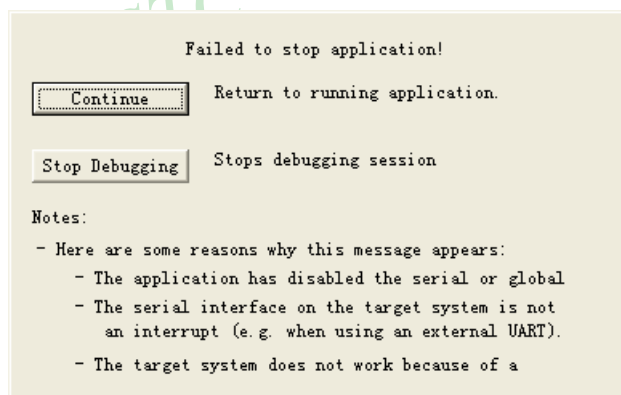 Failed to stop application!
Continue
Return to running application.
Stop Debugging
Stops debugging session
Notes:
- Here are some reasons why this message appears:
- The application has disabled the serial or global
- The serial interface on the target system is not
an interrupt (e.g. when using an external UART).
- The target system does not work because of a